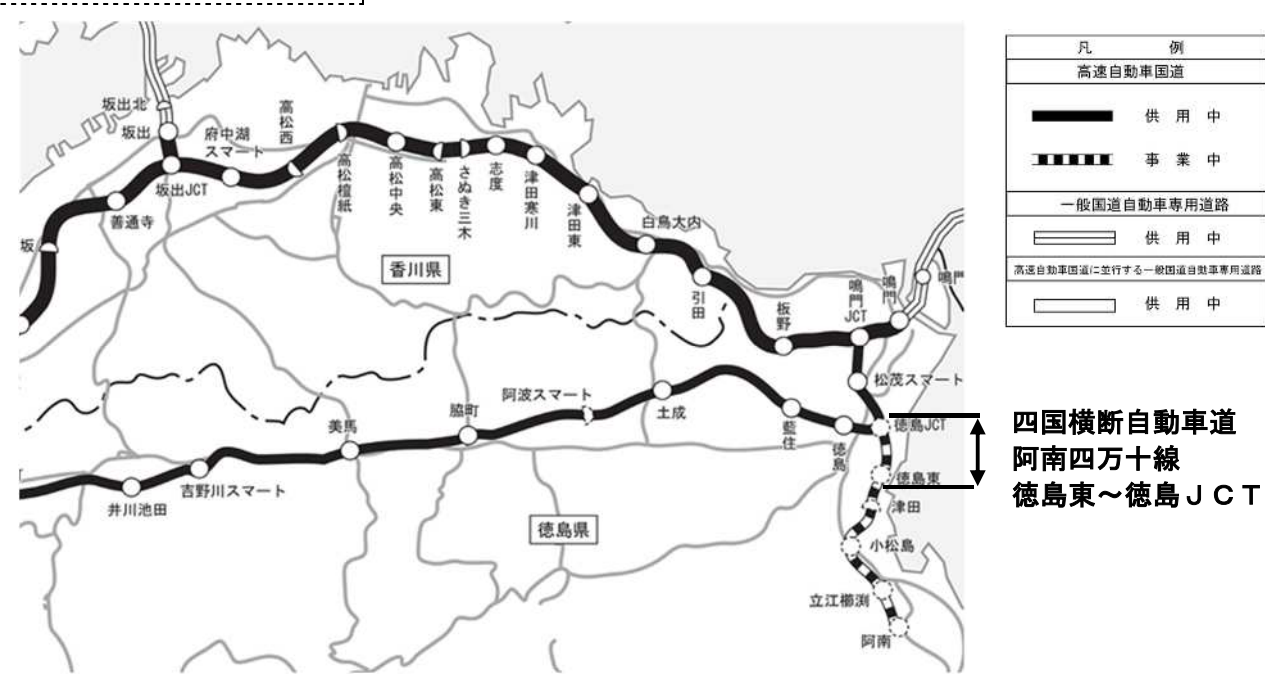 坂出北
坂出
高松西
府中湖
スマート
坂出JCT
善通寺
坂
高松檀紙
高松中央
高松東
さぬき三木
志度
津田寒川
津田東
白鳥大内
引田
香川県
板野
鳴門JCT
鳴門
鳴門
松茂スマート
阿波スマート
土成
脇町
美馬
藍住
徳島
徳島JCT
徳島東
津田
小松島
立江櫛渕
阿南
吉野川スマート
井川池田
徳島県
凡 例
高速自動車国道
供 用 中
事 業 中
一般国道自動車専用道路
供 用 中
高速自動車国道に並行する一般国道自動車専用道路
供 用 中
四国横断自動車道
阿南四万十線
徳島東～徳島ＪＣＴ